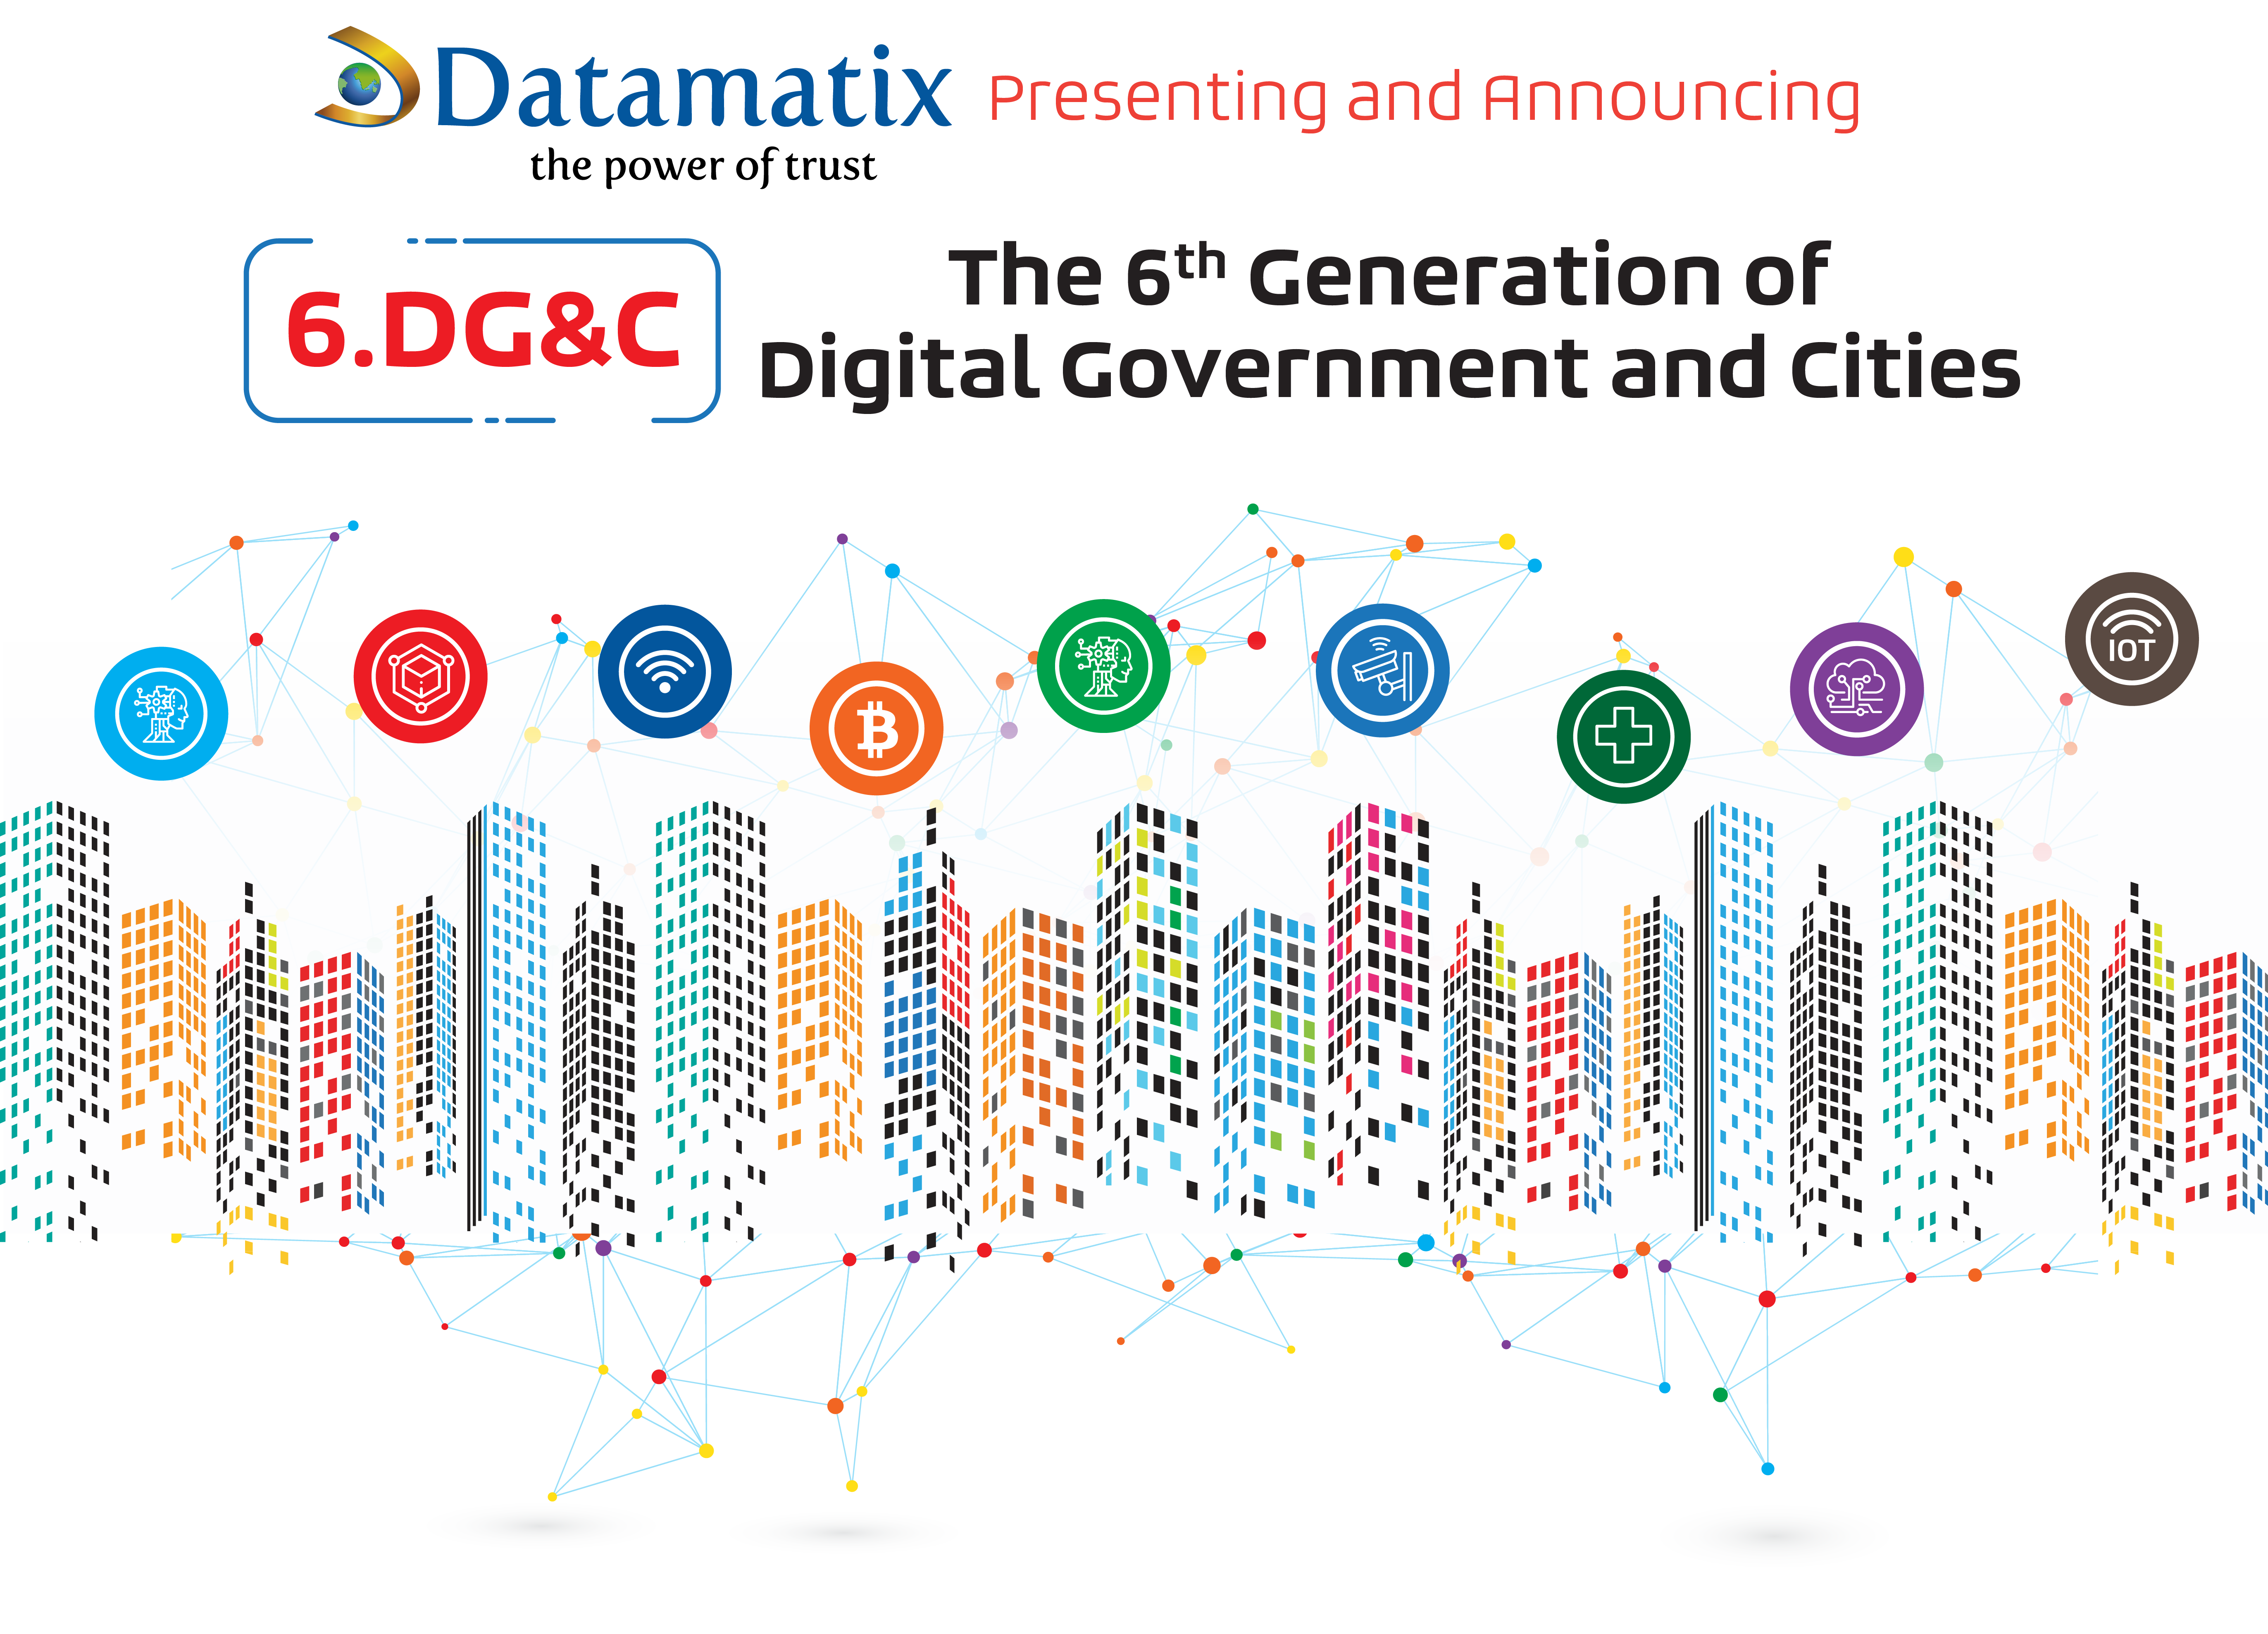 Datamatix Presenting and Announcing
the power of trust
6.DG&C
The 6th Generation of
Digital Government and Cities
IOT